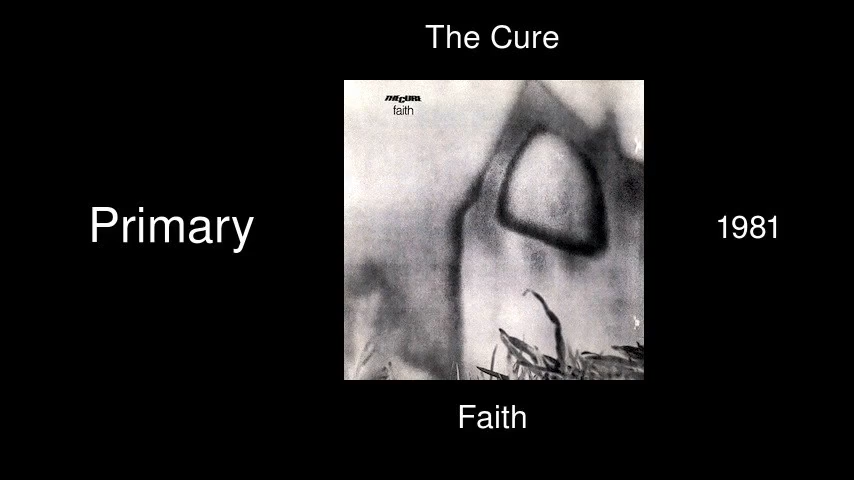 The Cure
THE CURE
faith
Primary
1981
Faith